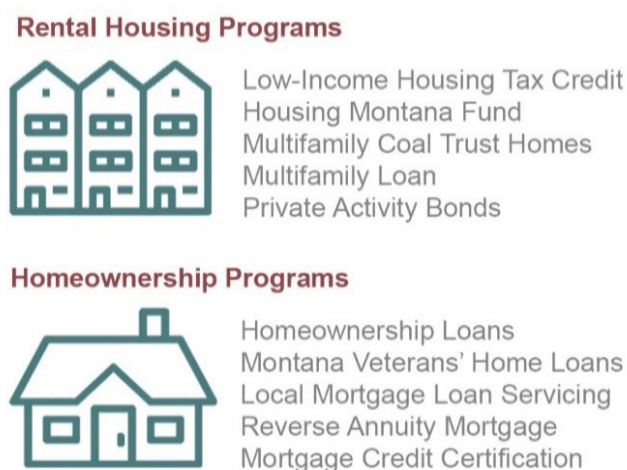 Rental Housing Programs
Low-Income Housing Tax Credit
Housing Montana Fund
Multifamily Coal Trust Homes
Multifamily Loan
Private Activity Bonds
Homeownership Programs
Homeownership Loans
Montana Veterans' Home Loans
Local Mortgage Loan Servicing
Reverse Annuity Mortgage
Mortgage Credit Certification